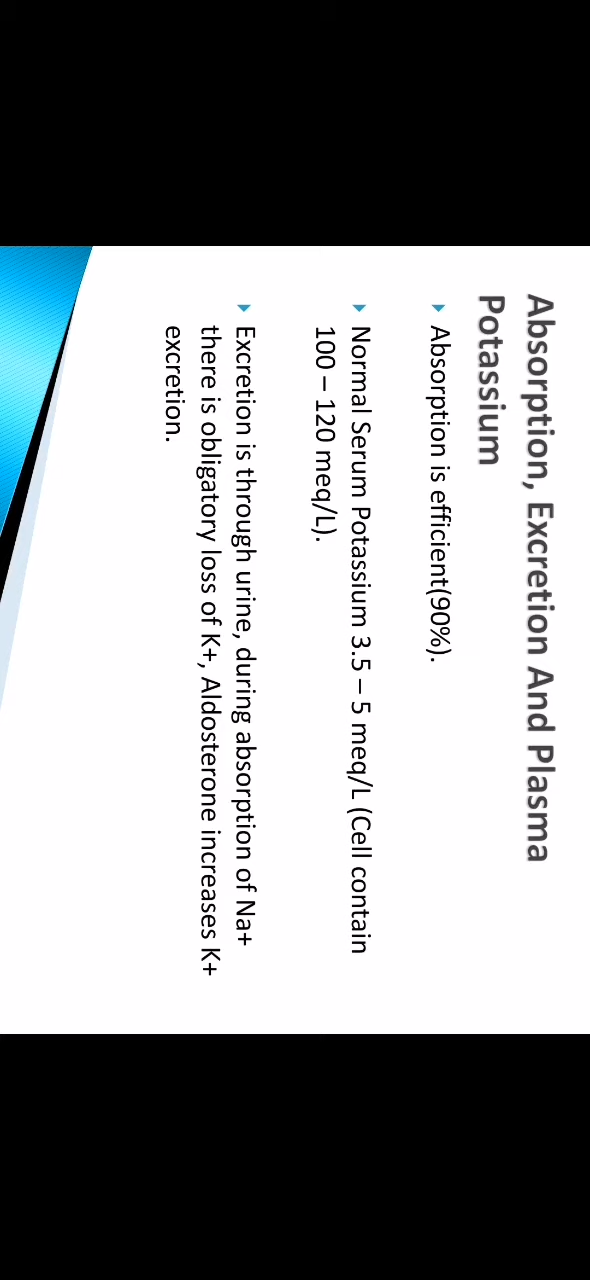 Absorption, Excretion And Plasma
Potassium
Absorption is efficient(90%).
Normal Serum Potassium 3.5 – 5 meq/L (Cell contain
100 – 120 meq/L).
Excretion is through urine, during absorption of Na+
there is obligatory loss of K+, Aldosterone increases K+
excretion.